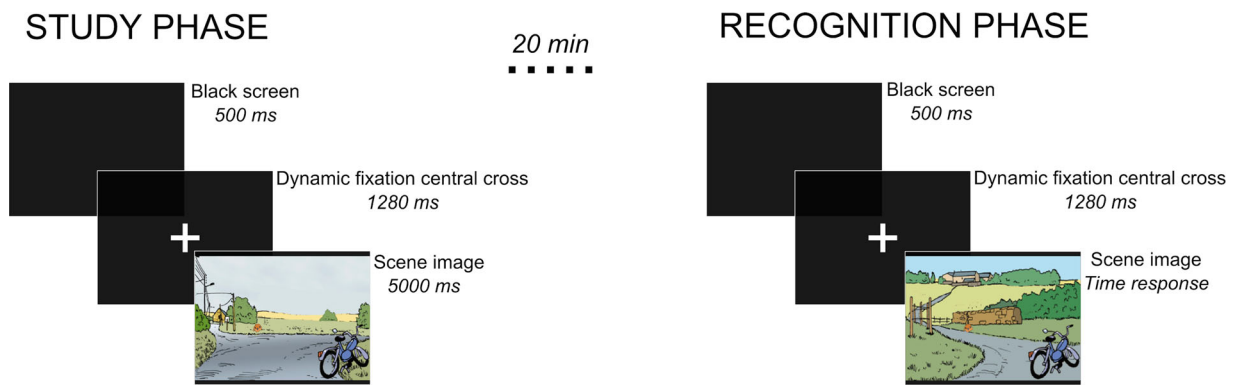 STUDY PHASE
20 min
RECOGNITION PHASE
Black screen
500 ms
Dynamic fixation central cross
1280 ms
Scene image
5000 ms
Black screen
500 ms
Dynamic fixation central cross
1280 ms
Scene image
Time response